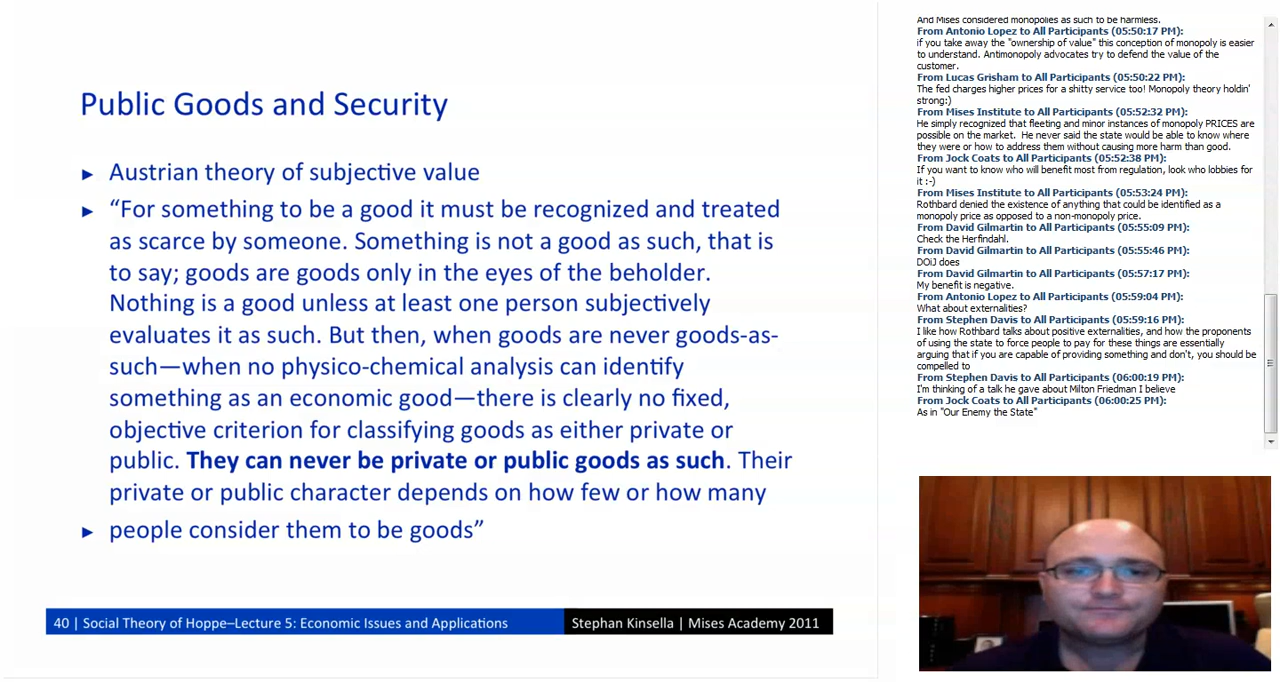 Public Goods and Security
► Austrian theory of subjective value
► “For something to be a good it must be recognized and treated
as scarce by someone. Something is not a good as such, that is
to say; goods are goods only in the eyes of the beholder.
Nothing is a good unless at least one person subjectively
evaluates it as such. But then, when goods are never goods-as-
such—when no physico-chemical analysis can identify
something as an economic good—there is clearly no fixed,
objective criterion for classifying goods as either private or
public. They can never be private or public goods as such. Their
private or public character depends on how few or how many
► people consider them to be goods”
40 | Social Theory of Hoppe–Lecture 5: Economic Issues and Applications
Stephan Kinsella | Mises Academy 2011
And Mises considered monopolies as such to be harmless.
From Antonio Lopez to All Participants (05:50:17 PM):
if you take away the "ownership of value" this conception of monopoly is easier
to understand. Antimonopoly advocates try to defend the value of the
customer.
From Lucas Grisham to All Participants (05:50:22 PM):
The fed charges higher prices for a shitty service too! Monopoly theory holdin'
strong:)
From Mises Institute to All Participants (05:52:32 PM):
He simply recognized that fleeting and minor instances of monopoly PRICES are
possible on the market.  He never said the state would be able to know where
they were or how to address them without causing more harm than good.
From Jock Coats to All Participants (05:52:38 PM):
If you want to know who will benefit most from regulation, look who lobbies for
it :-)
From Mises Institute to All Participants (05:53:24 PM):
Rothbard denied the existence of anything that could be identified as a
monopoly price as opposed to a non-monopoly price.
From David Gilmartin to All Participants (05:55:09 PM):
Check the Herfindahl.
From David Gilmartin to All Participants (05:55:46 PM):
DOiJ does
From David Gilmartin to All Participants (05:57:17 PM):
My benefit is negative.
From Antonio Lopez to All Participants (05:59:04 PM):
What about externalities?
From Stephen Davis to All Participants (05:59:16 PM):
I like how Rothbard talks about positive externalities, and how the proponents
of using the state to force people to pay for these things are essentially
arguing that if you are capable of providing something and don't, you should be
compelled to
From Stephen Davis to All Participants (06:00:19 PM):
I'm thinking of a talk he gave about Milton Friedman I believe
From Jock Coats to All Participants (06:00:25 PM):
As in "Our Enemy the State"